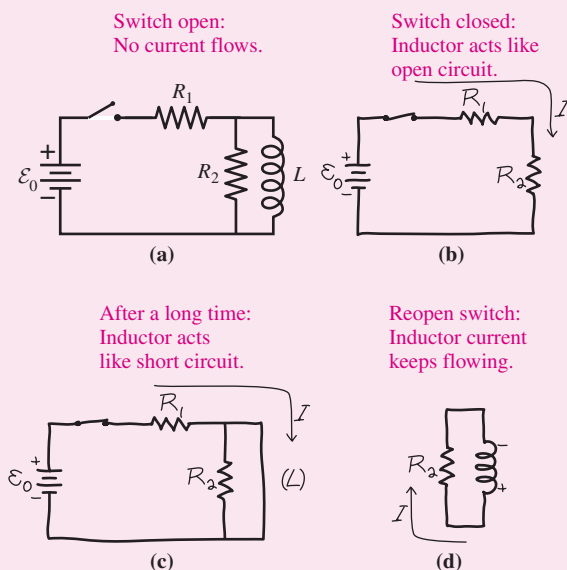 Switch open:
No current flows.
R₁
+
ℰ₀
−
R₂
L
(a)
Switch closed:
Inductor acts like
open circuit.
I
R₁
+
ℰ₀
−
R₂
(b)
After a long time:
Inductor acts
like short circuit.
I
R₁
+
ℰ₀
−
R₂
(L)
(c)
Reopen switch:
Inductor current
keeps flowing.
−
R₂
+
I
(d)